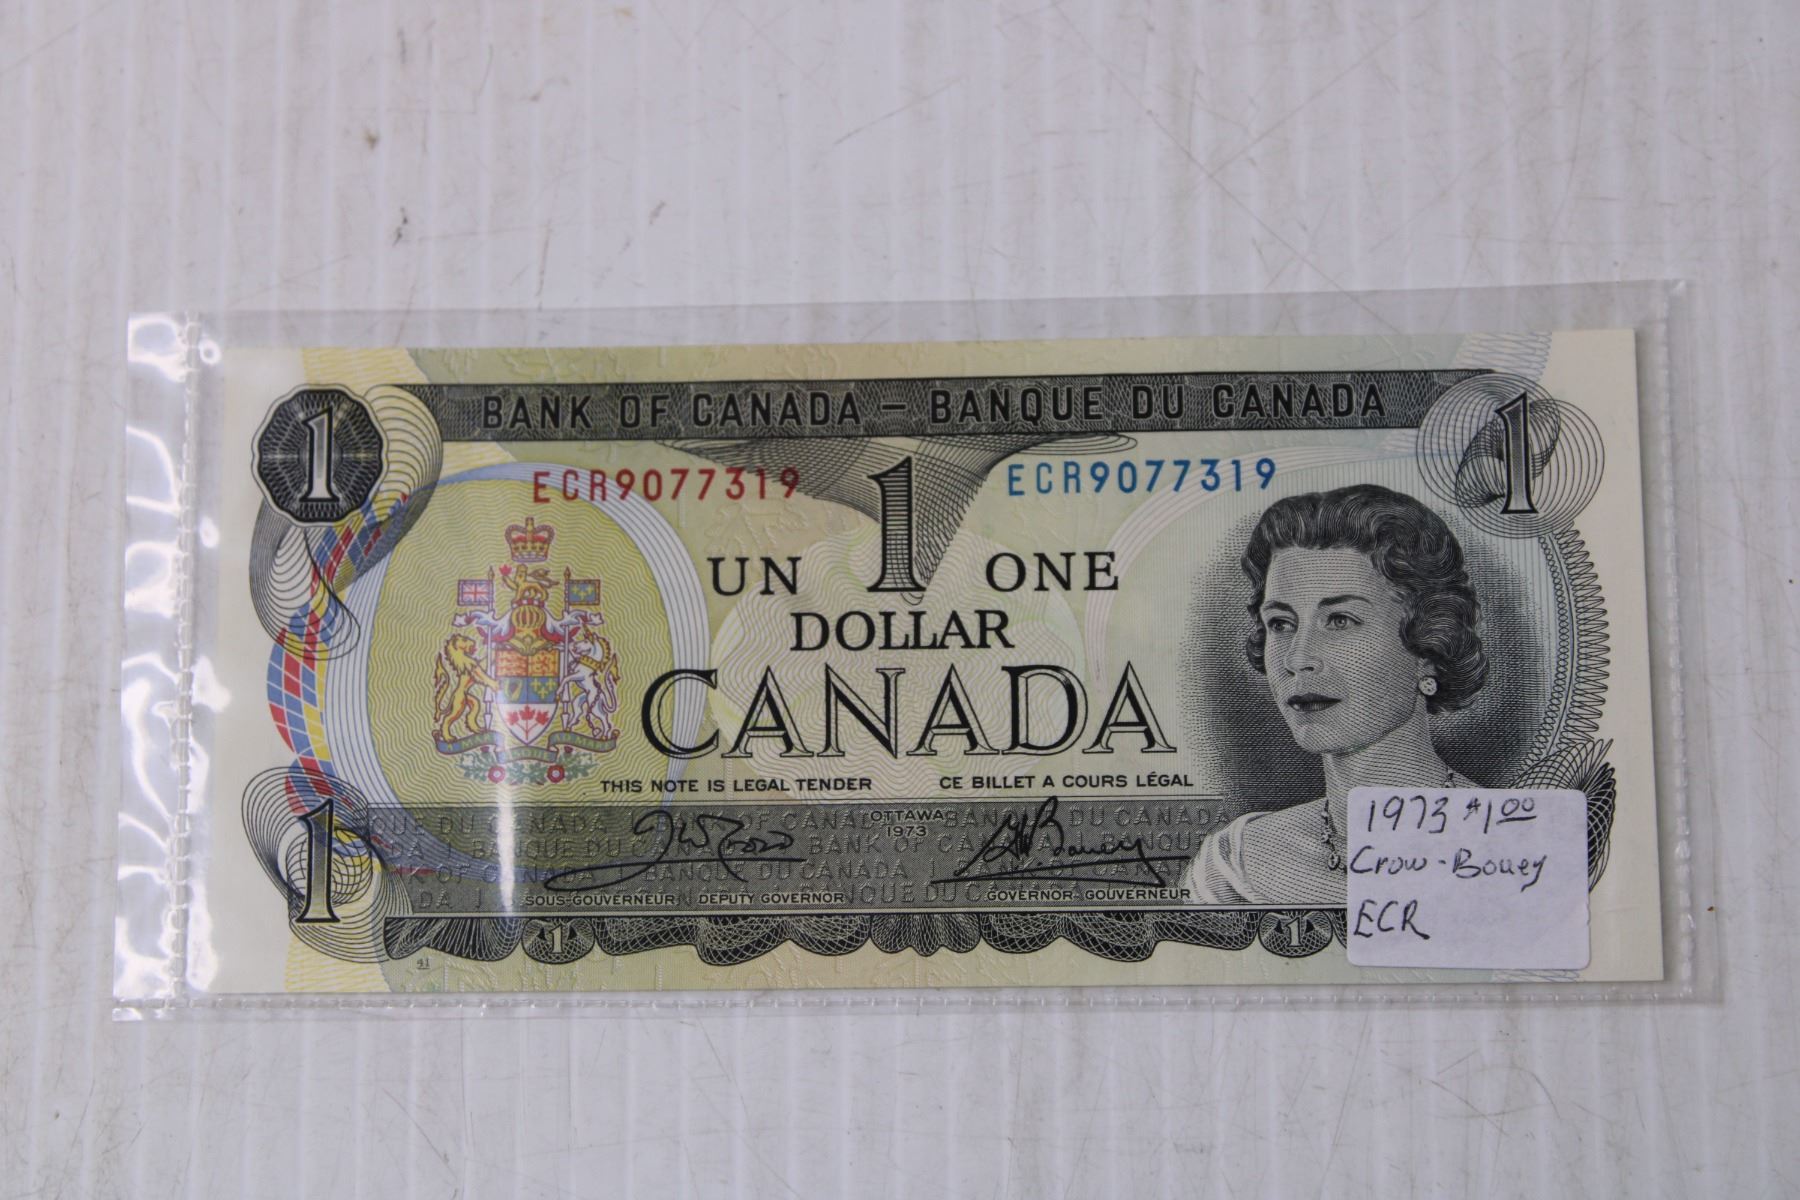 BANK OF CANADA – BANQUE DU CANADA
1 1
ECR9077319 ECR9077319
UN 1 ONE
DOLLAR
CANADA
THIS NOTE IS LEGAL TENDER CE BILLET A COURS LÉGAL
OTTAWA
1973
SOUS-GOUVERNEUR DEPUTY GOVERNOR GOVERNOR-GOUVERNEUR
1 1 1
41
1973 $1.00
Crow-Bouey
ECR